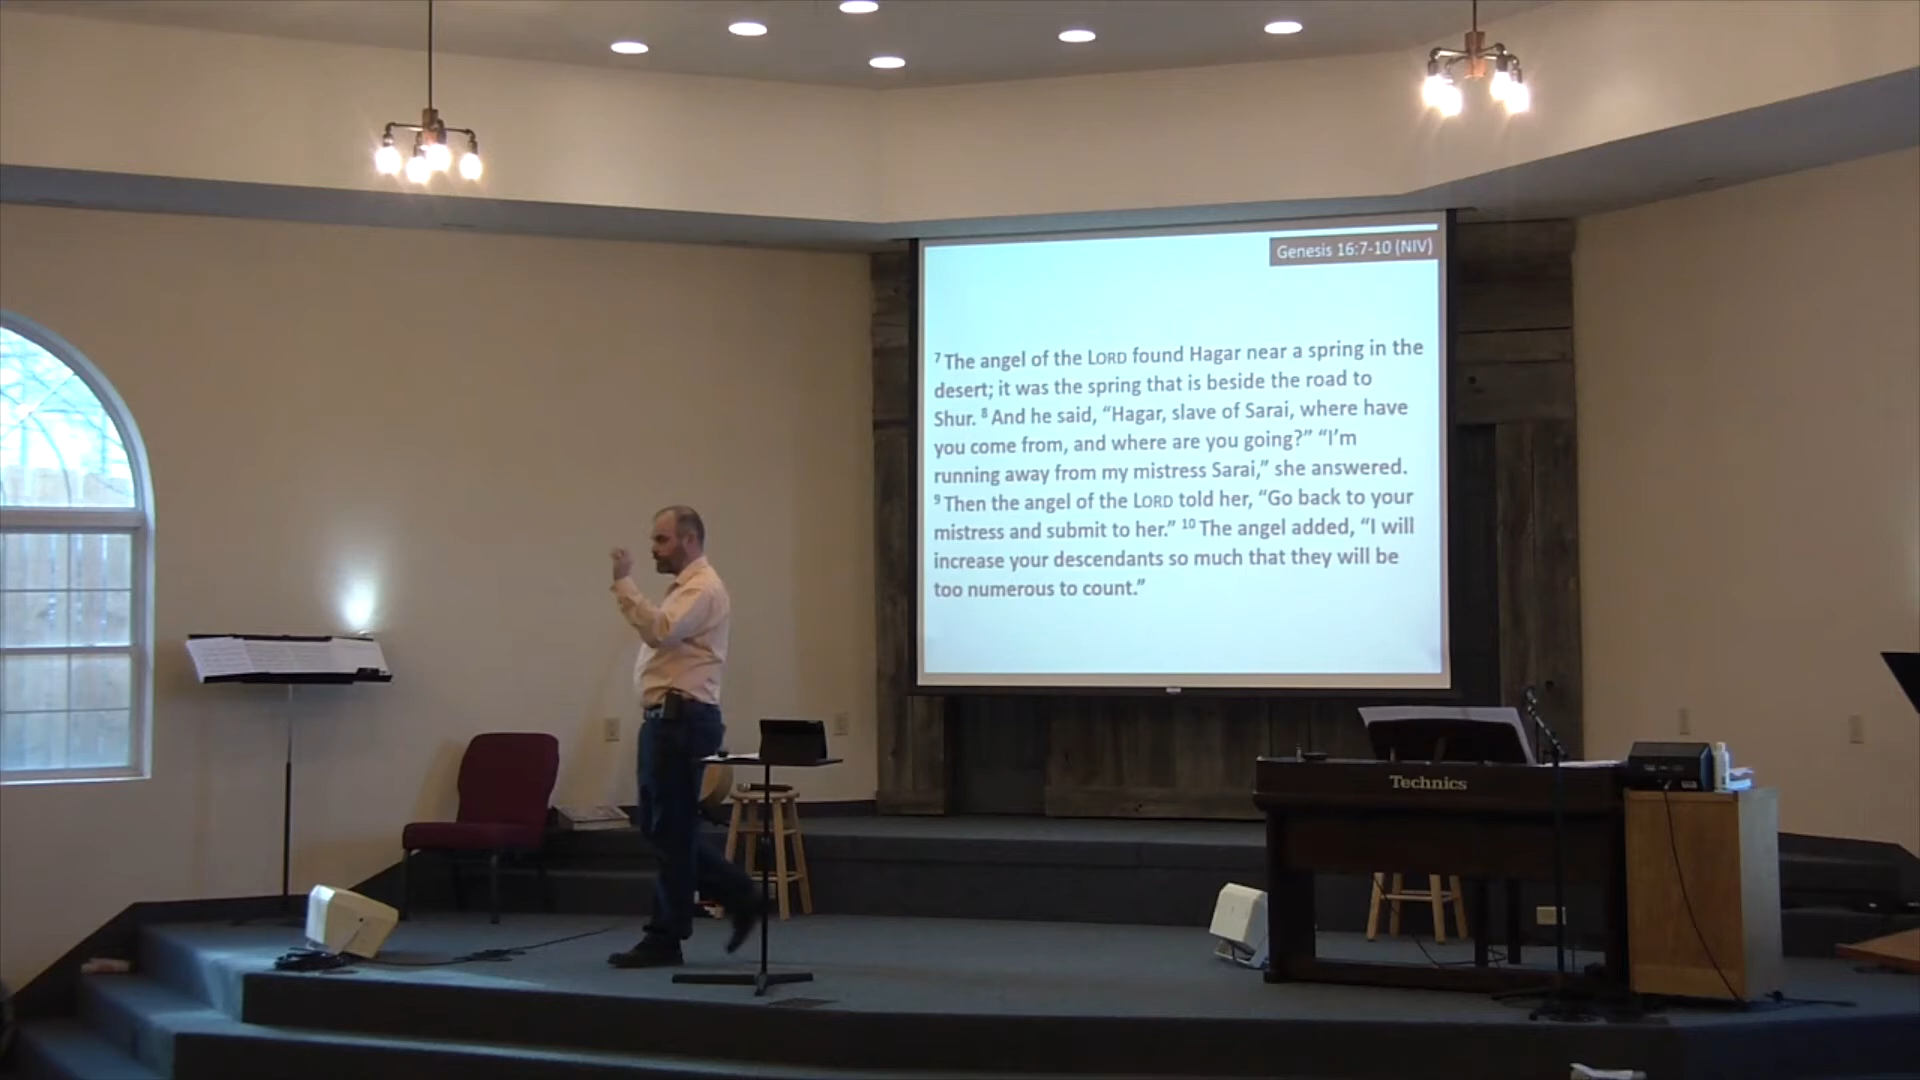 Genesis 16:7-10 (NIV)
⁷ The angel of the LORD found Hagar near a spring in the
desert; it was the spring that is beside the road to
Shur. ⁸ And he said, “Hagar, slave of Sarai, where have
you come from, and where are you going?” “I’m
running away from my mistress Sarai,” she answered.
⁹ Then the angel of the LORD told her, “Go back to your
mistress and submit to her.” ¹⁰ The angel added, “I will
increase your descendants so much that they will be
too numerous to count.”
Technics